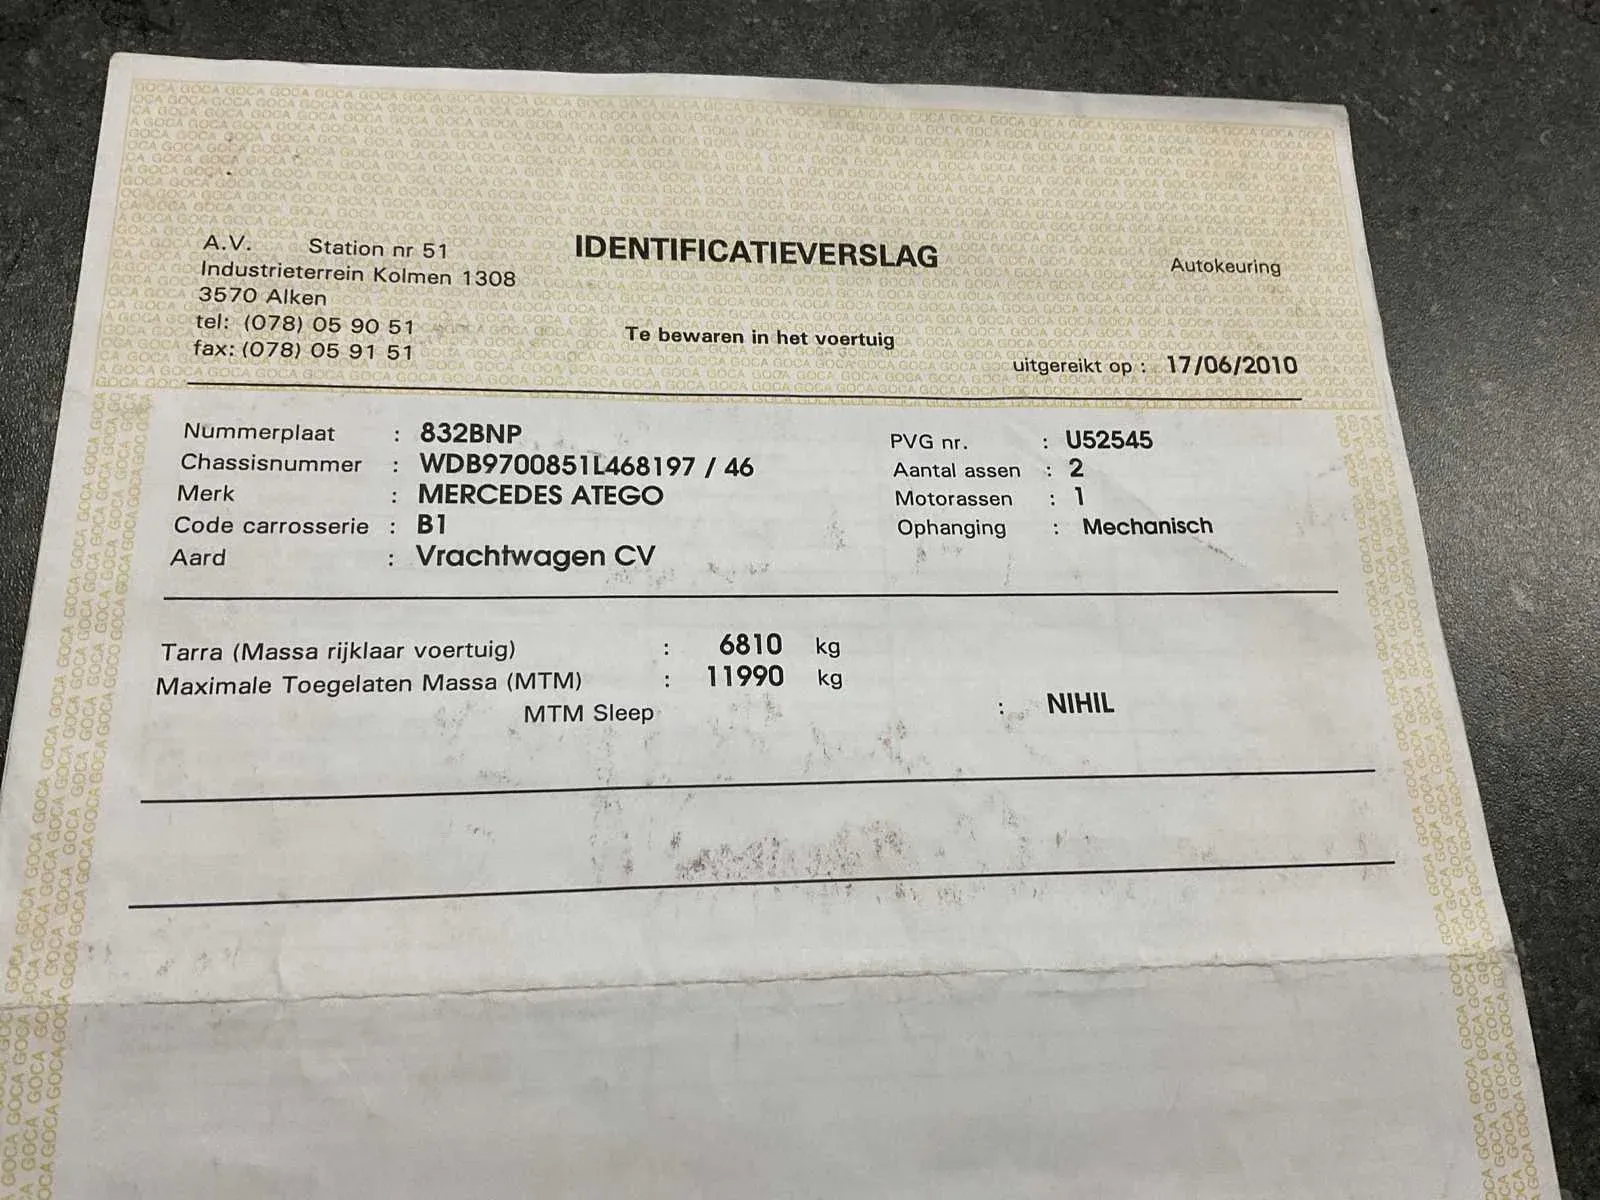 A.V. Station nr 51
Industrieterrein Kolmen 1308
3570 Alken
tel: (078) 05 90 51
fax: (078) 05 91 51
IDENTIFICATIEVERSLAG
Te bewaren in het voertuig
Autokeuring
uitgereikt op : 17/06/2010
Nummerplaat : 832BNP
Chassisnummer : WDB9700851L468197 / 46
Merk : MERCEDES ATEGO
Code carrosserie : B1
Aard : Vrachtwagen CV
PVG nr. : U52545
Aantal assen : 2
Motorassen : 1
Ophanging : Mechanisch
Tarra (Massa rijklaar voertuig) : 6810 kg
Maximale Toegelaten Massa (MTM) : 11990 kg
MTM Sleep : NIHIL